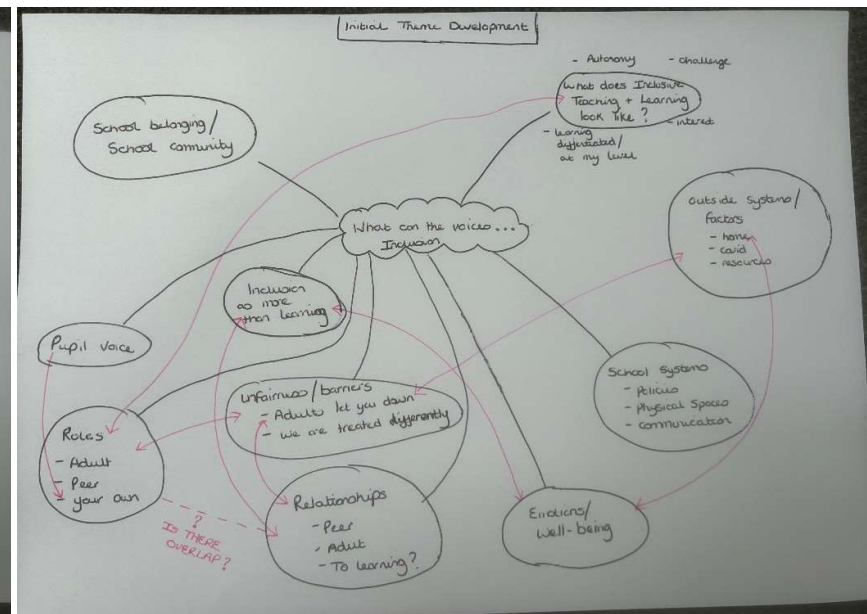 Initial Theme Development
- Autonomy
- challenge
What does Inclusive
Teaching + Learning
look like?
- interest
- learning
differentiated/
at my level
School belonging/
School comunity
Outside systems/
Factors
- home
- covid
- resources
What can the voices...
Inclusion
Inclusion
as more
than learning
Pupil Voice
School Systems
- Policies
- Physical Spaces
- communication
Unfairness/barriers
- Adults let you down
- we are treated differently
Roles
- Adult
- Peer
- your own
?
IS THERE
OVERLAP?
Relationships
- Peer
- Adult
- To learning?
Emotions/
Well-being